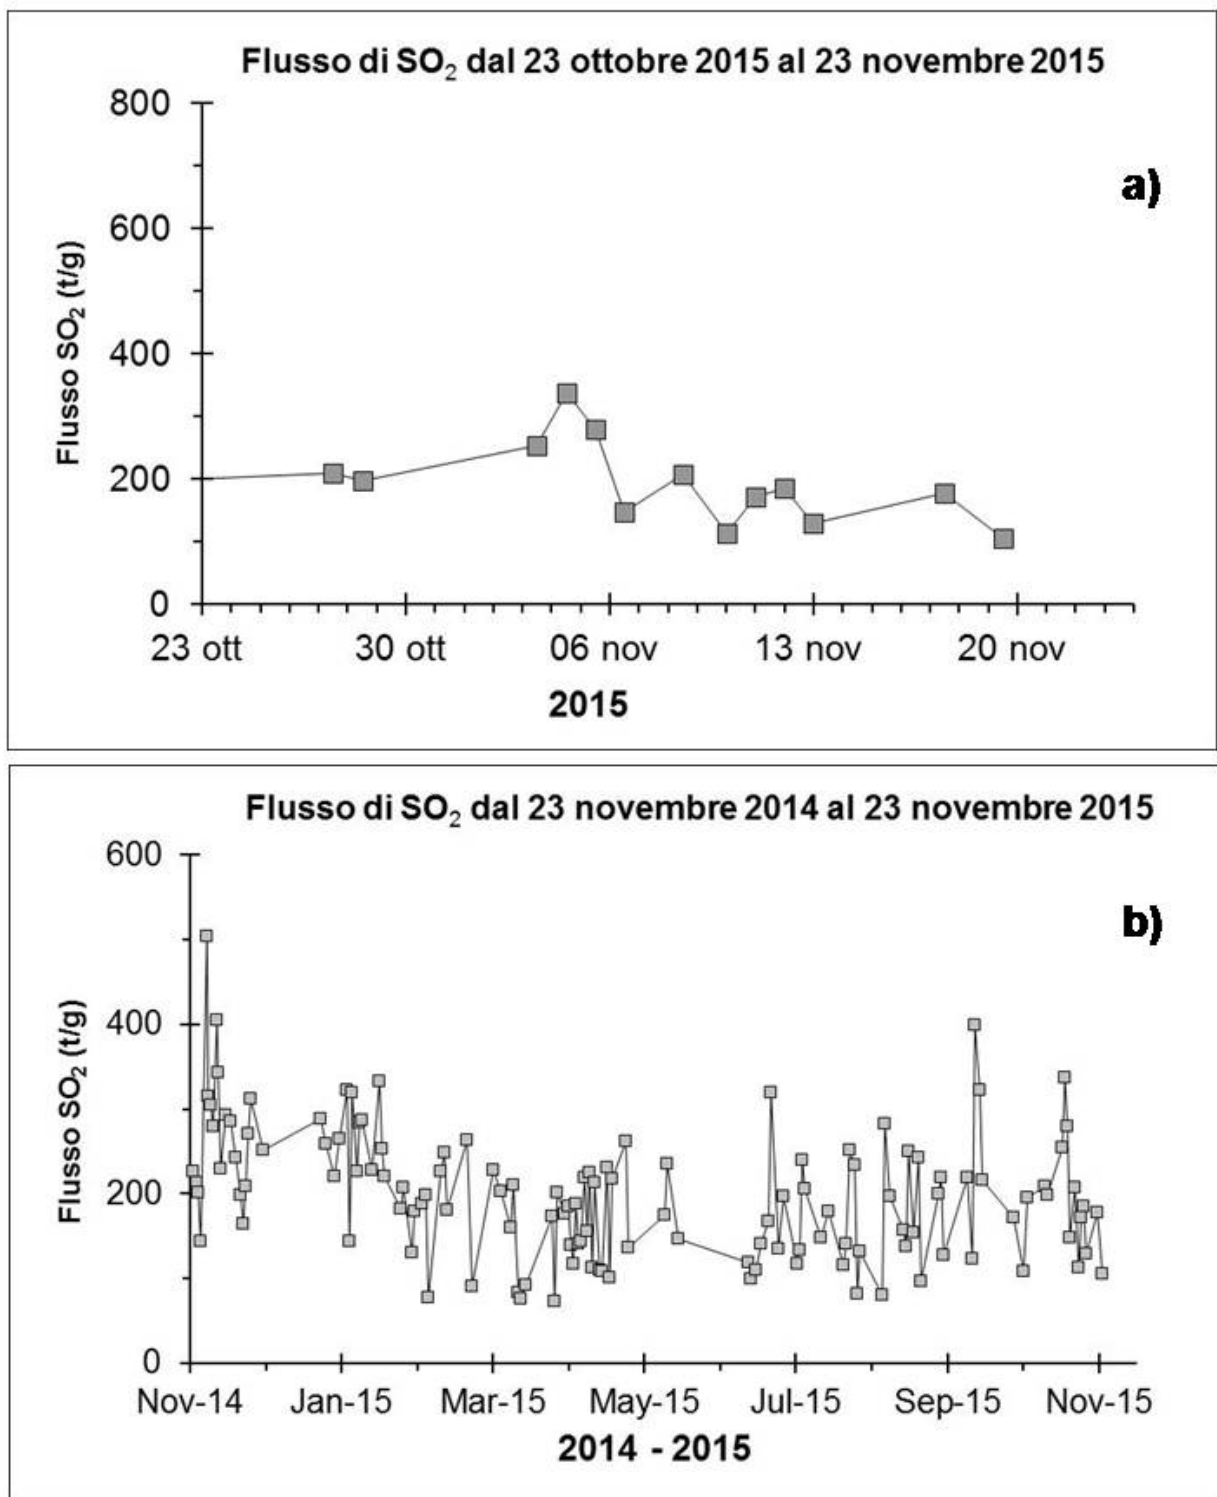 Flusso di SO₂ dal 23 ottobre 2015 al 23 novembre 2015
a)
Flusso SO₂ (t/g)
800
600
400
200
0
23 ott 30 ott 06 nov 13 nov 20 nov
2015
Flusso di SO₂ dal 23 novembre 2014 al 23 novembre 2015
b)
Flusso SO₂ (t/g)
600
400
200
0
Nov-14 Jan-15 Mar-15 May-15 Jul-15 Sep-15 Nov-15
2014 - 2015